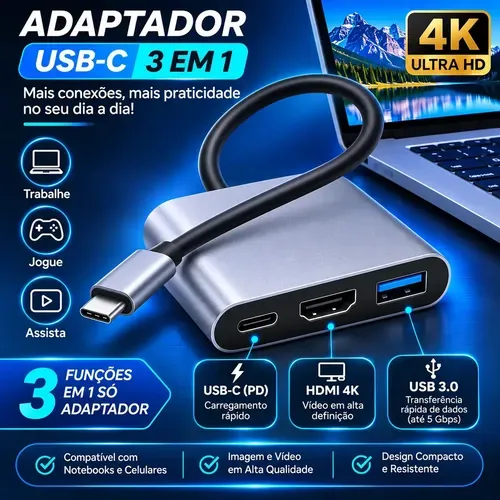 ADAPTADOR
USB-C 3 EM 1
Mais conexões, mais praticidade
no seu dia a dia!
4K
ULTRA HD
Trabalhe
Jogue
Assista
3 FUNÇÕES
EM 1 SÓ
ADAPTADOR
USB-C (PD)
Carregamento
rápido
HDMI 4K
Vídeo em alta
definição
USB 3.0
Transferência
rápida de dados
(até 5 Gbps)
Compatível com
Notebooks e Celulares
Imagem e Vídeo
em Alta Qualidade
Design Compacto
e Resistente